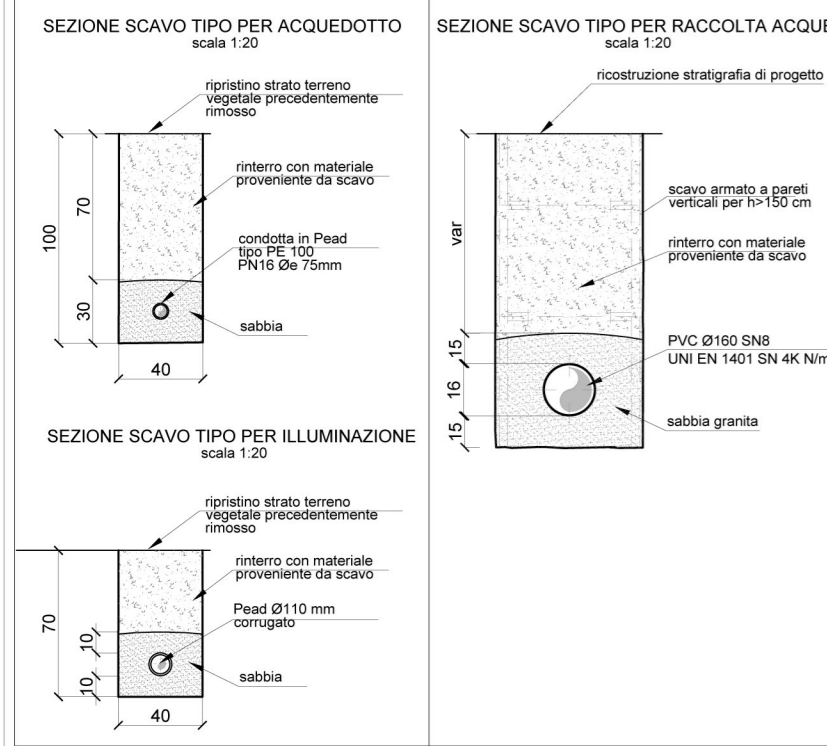 SEZIONE SCAVO TIPO PER ACQUEDOTTO
scala 1:20
ripristino strato terreno
vegetale precedentemente
rimosso
rinterro con materiale
proveniente da scavo
condotta in Pead
tipo PE 100
PN16 Øe 75mm
sabbia
100
70
30
40
SEZIONE SCAVO TIPO PER ILLUMINAZIONE
scala 1:20
ripristino strato terreno
vegetale precedentemente
rimosso
rinterro con materiale
proveniente da scavo
Pead Ø110 mm
corrugato
sabbia
70
10
10
40
SEZIONE SCAVO TIPO PER RACCOLTA ACQUE
scala 1:20
ricostruzione stratigrafia di progetto
scavo armato a pareti
verticali per h>150 cm
rinterro con materiale
proveniente da scavo
PVC Ø160 SN8
UNI EN 1401 SN 4K N/m
sabbia granita
var
15
16
15